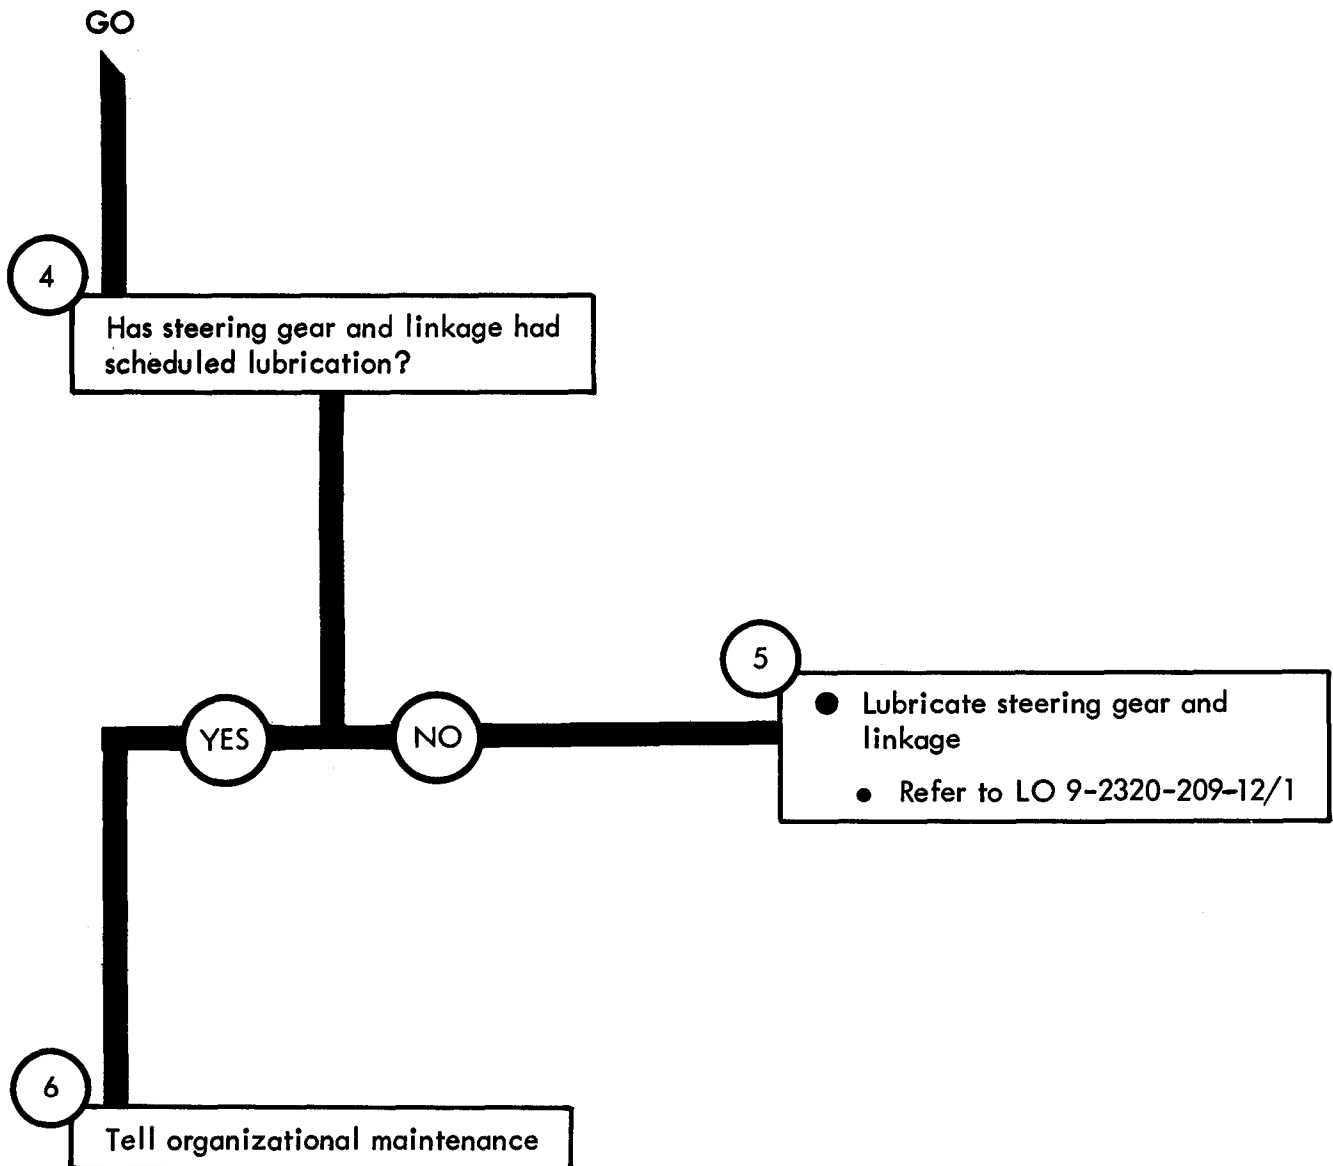 GO
4
Has steering gear and linkage had
scheduled lubrication?
YES
NO
5
● Lubricate steering gear and
linkage
● Refer to LO 9-2320-209-12/1
6
Tell organizational maintenance